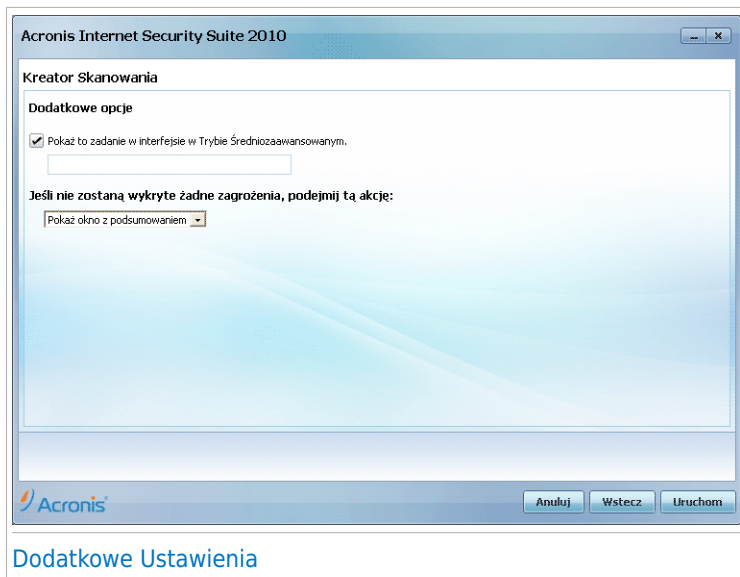 Acronis Internet Security Suite 2010
Kreator Skanowania
Dodatkowe opcje
Pokaż to zadanie w interfejsie w Trybie Średniozaawansowanym.
Jeśli nie zostaną wykryte żadne zagrożenia, podejmij tą akcję:
Pokaż okno z podsumowaniem
Acronis
Anuluj
Wstecz
Uruchom
Dodatkowe Ustawienia